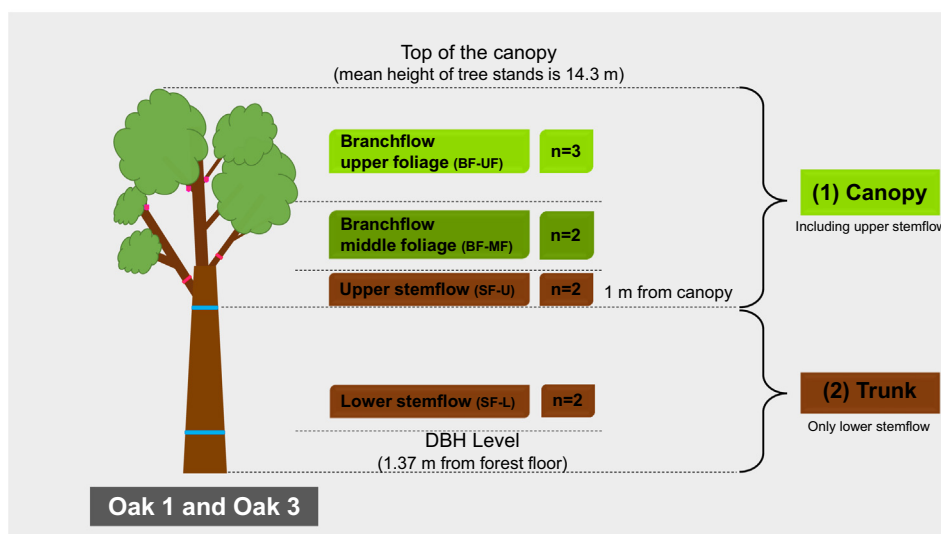 Top of the canopy
(mean height of tree stands is 14.3 m)
Branchflow
upper foliage (BF-UF)
n=3
(1) Canopy
Including upper stemflow
Branchflow
middle foliage (BF-MF)
n=2
Upper stemflow (SF-U)
n=2
1 m from canopy
(2) Trunk
Only lower stemflow
Lower stemflow (SF-L)
n=2
DBH Level
(1.37 m from forest floor)
Oak 1 and Oak 3